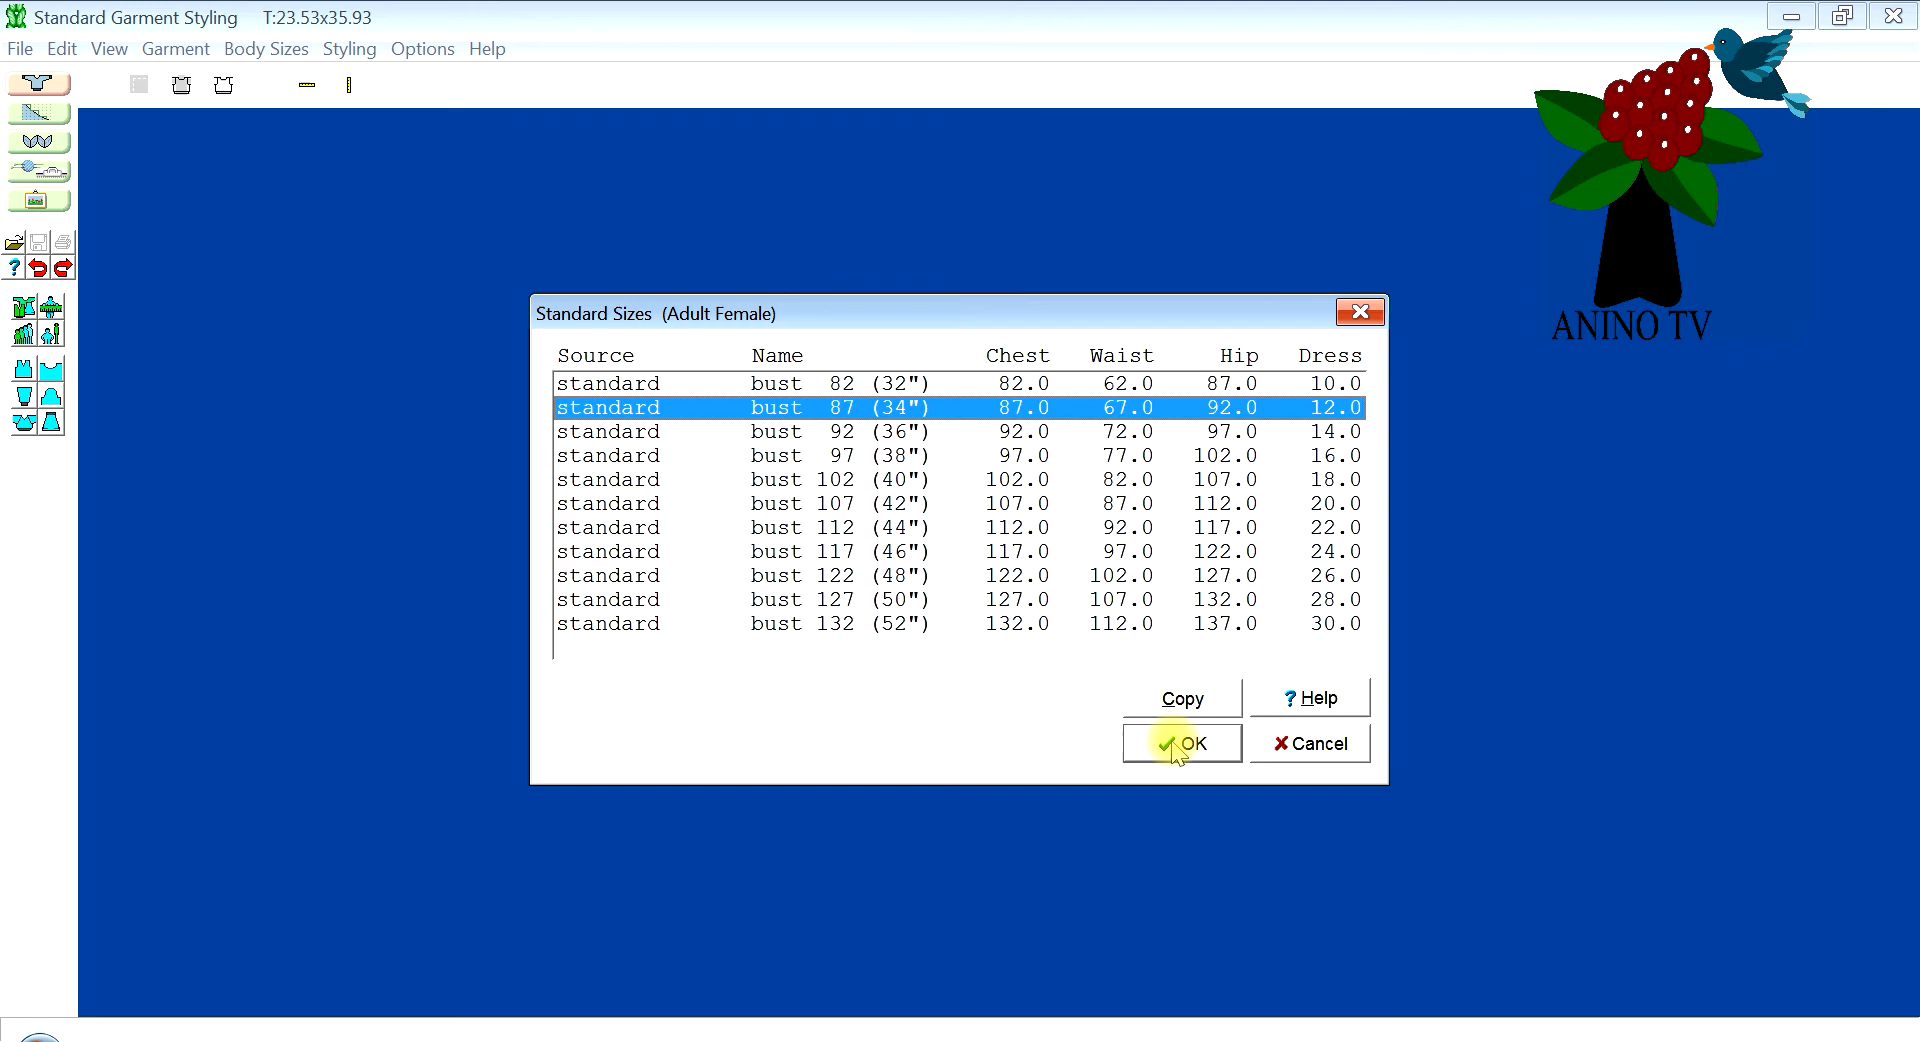 Standard Garment Styling T:23.53x35.93
File Edit View Garment Body Sizes Styling Options Help
ANINO TV
Standard Sizes (Adult Female)
Source Name Chest Waist Hip Dress
standard bust 82 (32") 82.0 62.0 87.0 10.0
standard bust 87 (34") 87.0 67.0 92.0 12.0
standard bust 92 (36") 92.0 72.0 97.0 14.0
standard bust 97 (38") 97.0 77.0 102.0 16.0
standard bust 102 (40") 102.0 82.0 107.0 18.0
standard bust 107 (42") 107.0 87.0 112.0 20.0
standard bust 112 (44") 112.0 92.0 117.0 22.0
standard bust 117 (46") 117.0 97.0 122.0 24.0
standard bust 122 (48") 122.0 102.0 127.0 26.0
standard bust 127 (50") 127.0 107.0 132.0 28.0
standard bust 132 (52") 132.0 112.0 137.0 30.0
Copy ? Help
OK Cancel